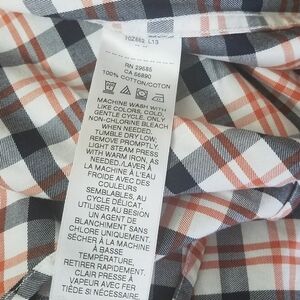 L13
RN 29685
CA 56890
100% COTTON/COTON
MACHINE WASH WITH
LIKE COLORS, COLD,
GENTLE CYCLE. ONLY
NON-CHLORINE BLEACH
WHEN NEEDED.
TUMBLE DRY LOW,
REMOVE PROMPTLY.
LIGHT STEAM PRESS
WITH WARM IRON, AS
NEEDED./LAVER À
LA MACHINE À L'EAU
FROIDE AVEC DES
COULEURS
SEMBLABLES, AU
CYCLE DÉLICAT.
UTILISER AU BESOIN
UN AGENT DE
BLANCHIMENT SANS
CHLORE UNIQUEMENT.
SÉCHER À LA MACHINE
À BASSE
TEMPÉRATURE,
RETIRER RAPIDEMENT.
CLAIR PRESSER À
VAPEUR AVEC FER
TIÈDE SI NÉCESSAIRE